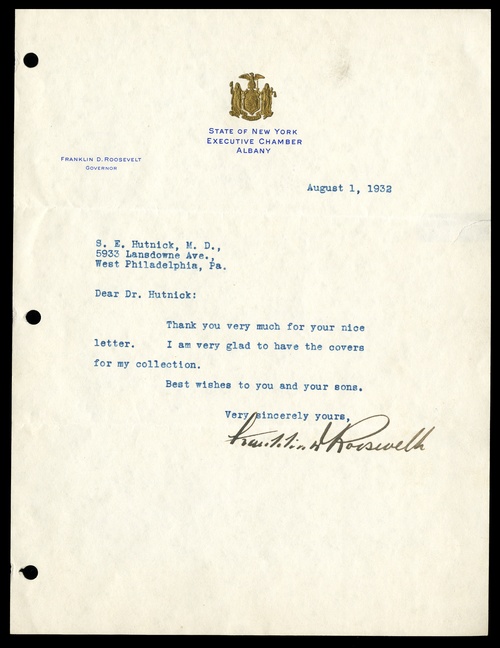 STATE OF NEW YORK
EXECUTIVE CHAMBER
ALBANY
FRANKLIN D. ROOSEVELT
GOVERNOR
August 1, 1932
S. E. Hutnick, M. D.,
5933 Lansdowne Ave.,
West Philadelphia, Pa.
Dear Dr. Hutnick:
Thank you very much for your nice
letter. I am very glad to have the covers
for my collection.
Best wishes to you and your sons.
Very sincerely yours,
Franklin D Roosevelt